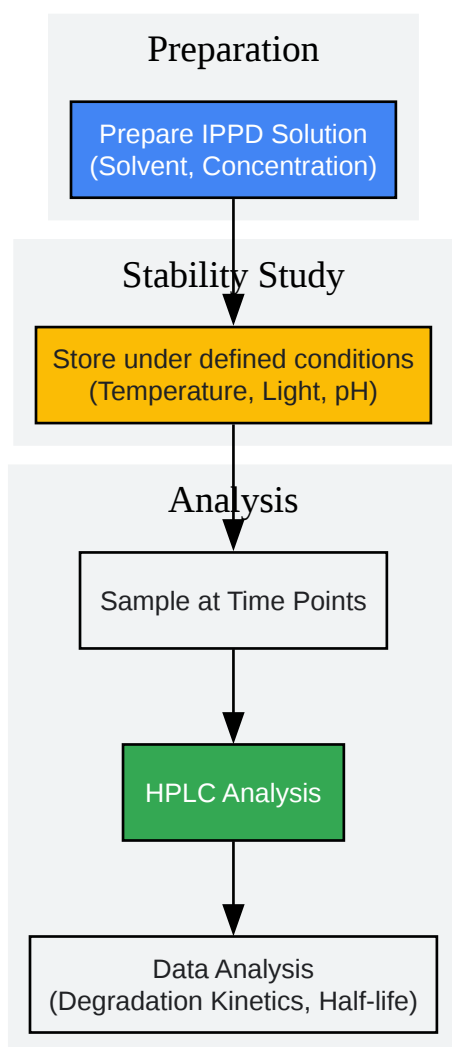 Preparation
Prepare IPPD Solution
(Solvent, Concentration)
Stability Study
Store under defined conditions
(Temperature, Light, pH)
Analysis
Sample at Time Points
HPLC Analysis
Data Analysis
(Degradation Kinetics, Half-life)